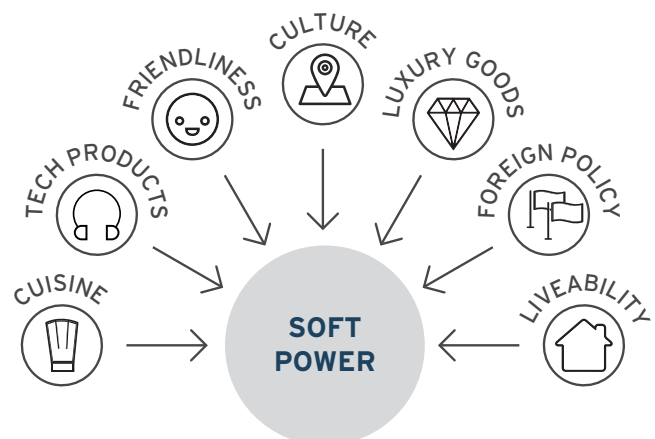 CUISINE
TECH PRODUCTS
FRIENDLINESS
CULTURE
LUXURY GOODS
FOREIGN POLICY
LIVEABILITY
SOFT
POWER